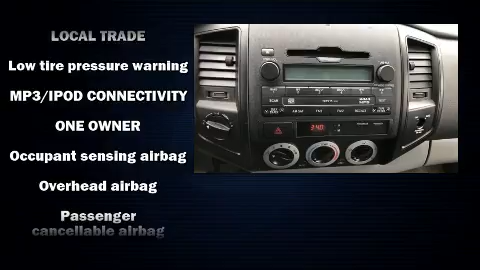 LOCAL TRADE
Low tire pressure warning
MP3/IPOD CONNECTIVITY
ONE OWNER
Occupant sensing airbag
Overhead airbag
Passenger
cancellable airbag